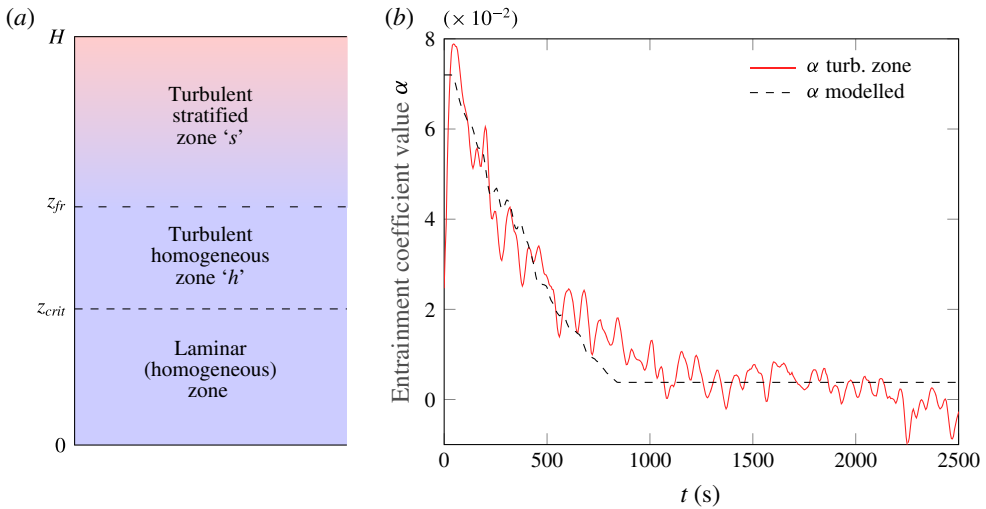 (a)
H
Turbulent
stratified
zone ‘s’
z_fr
Turbulent
homogeneous
zone ‘h’
z_crit
Laminar
(homogeneous)
zone
0
(b)
(× 10⁻²)
8
6
4
2
0
Entrainment coefficient value α
α turb. zone
α modelled
0 500 1000 1500 2000 2500
t (s)